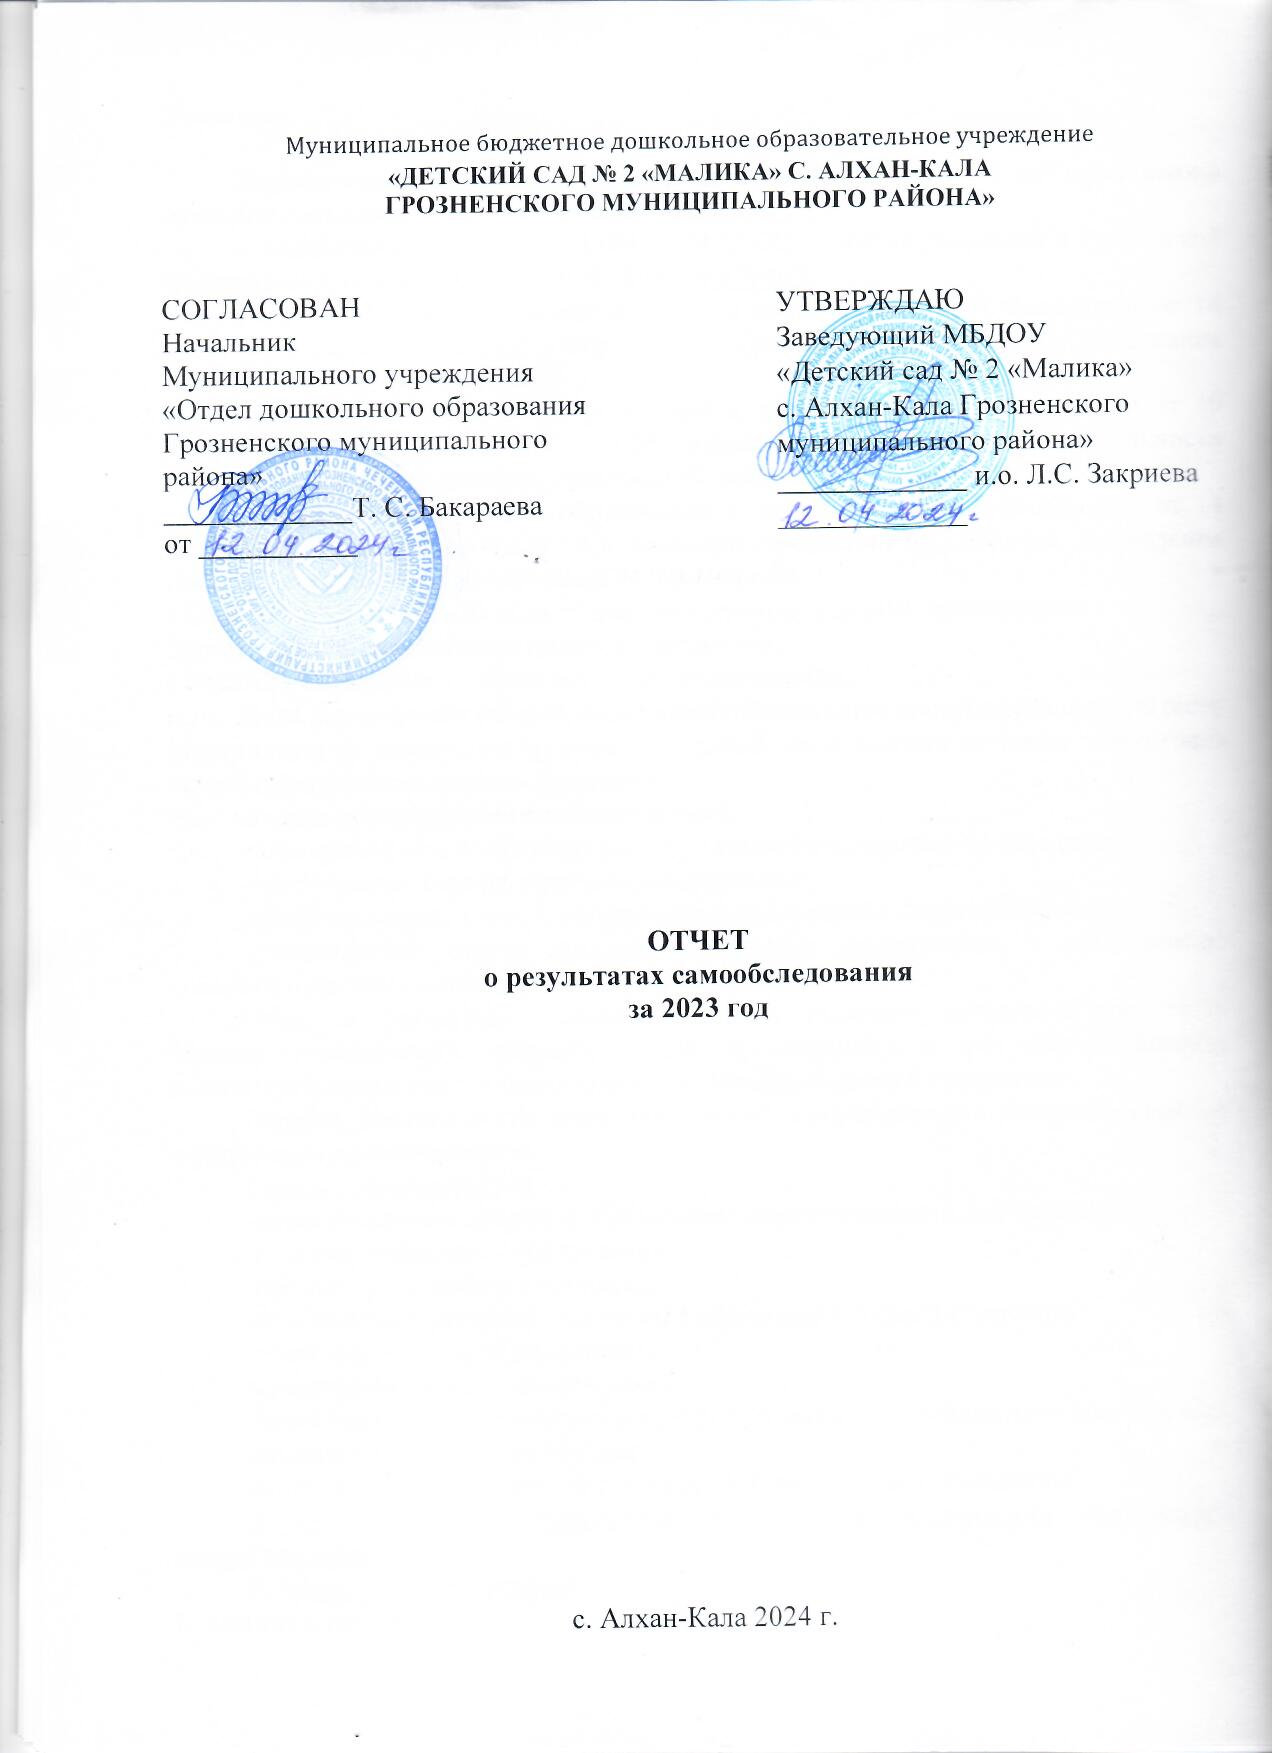 Муниципальное бюджетное дошкольное образовательное учреждение
«ДЕТСКИЙ САД № 2 «МАЛИКА» С. АЛХАН-КАЛА
ГРОЗНЕНСКОГО МУНИЦИПАЛЬНОГО РАЙОНА»
СОГЛАСОВАН
Начальник
Муниципального учреждения
«Отдел дошкольного образования
Грозненского муниципального
района»
Т. С. Бакараева
от 12 04. 2024 г
УТВЕРЖДАЮ
Заведующий МБДОУ
«Детский сад № 2 «Малика»
с. Алхан-Кала Грозненского
муниципального района»
и.о. Л.С. Закриева
12.04 2024 г
ОТЧЕТ
о результатах самообследования
за 2023 год
с. Алхан-Кала 2024 г.